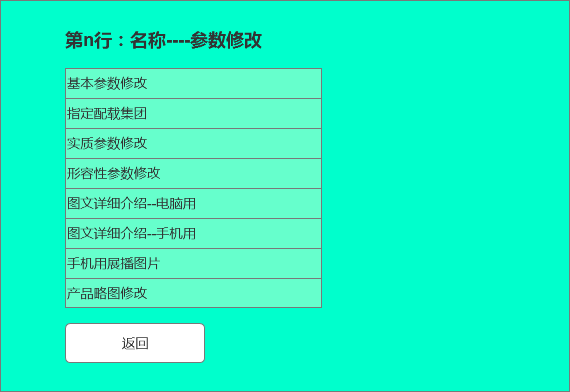 第n行：名称----参数修改
基本参数修改
指定配载集团
实质参数修改
形容性参数修改
图文详细介绍--电脑用
图文详细介绍--手机用
手机用展播图片
产品略图修改
返回